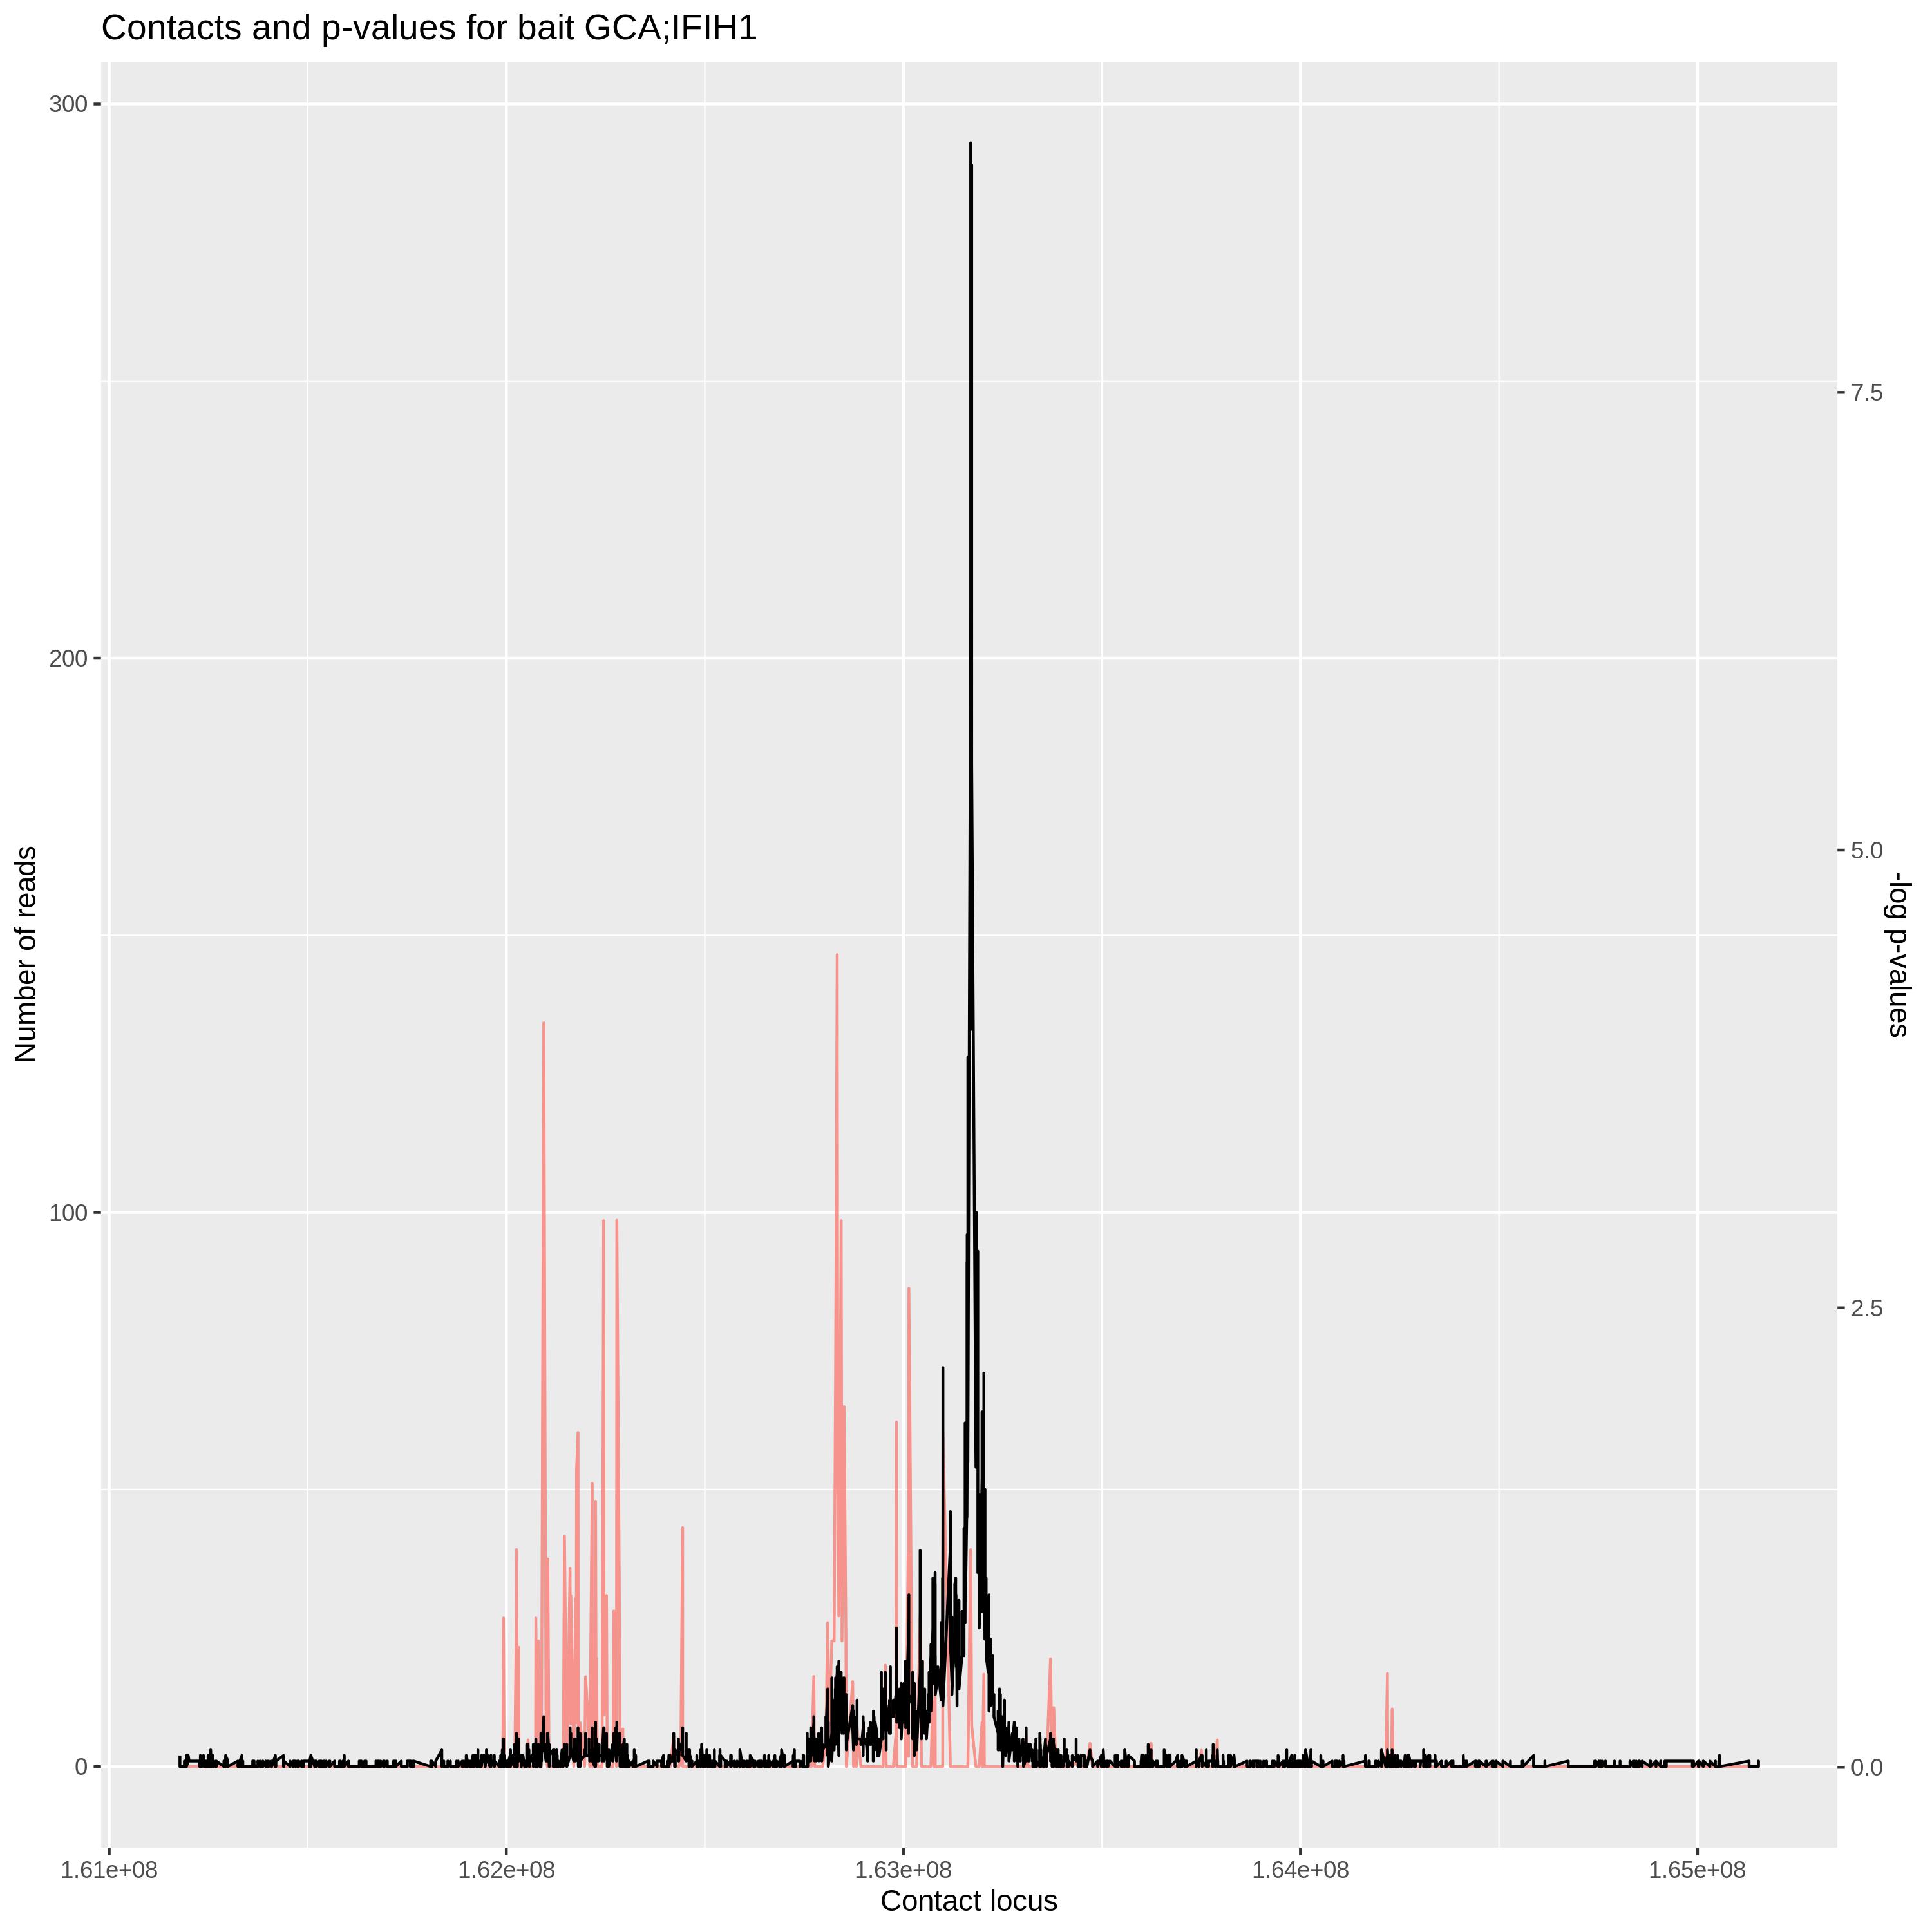 Contacts and p-values for bait GCA;IFIH1
300
200
100
0
Number of reads
7.5
5.0
2.5
0.0
-log p-values
1.61e+08
1.62e+08
1.63e+08
1.64e+08
1.65e+08
Contact locus